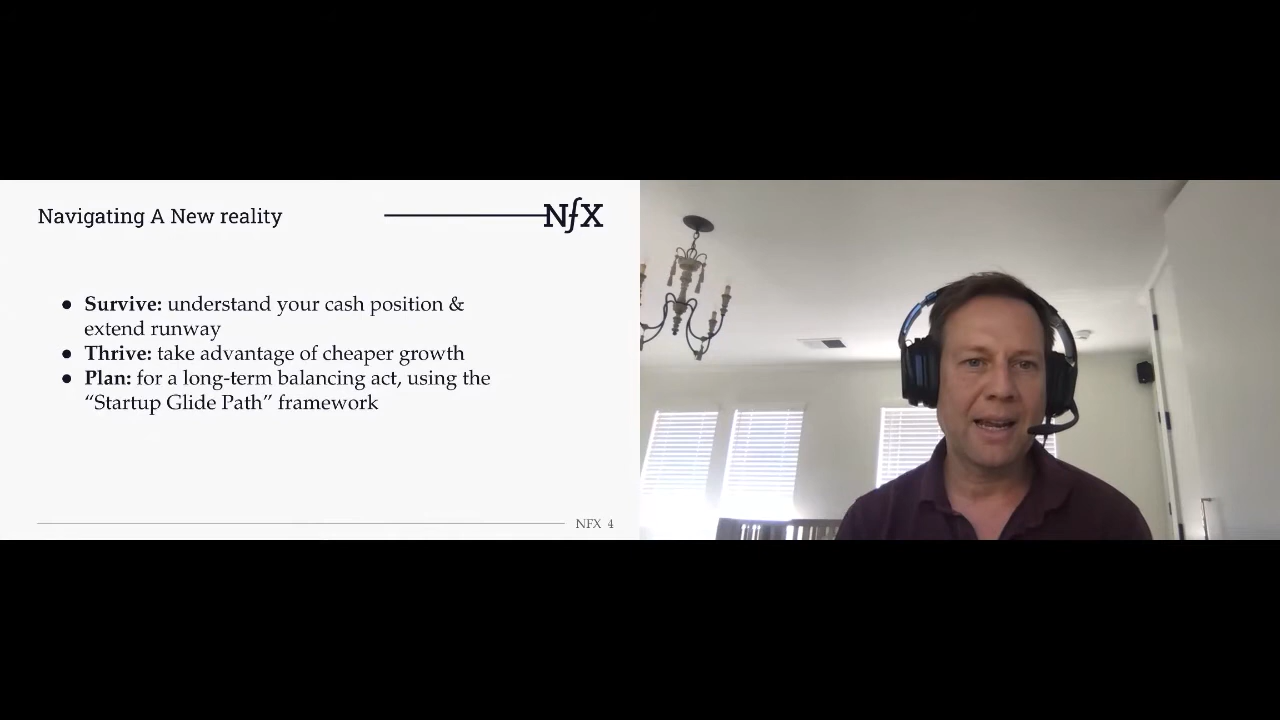 Navigating A New reality
NfX
● Survive: understand your cash position &
extend runway
● Thrive: take advantage of cheaper growth
● Plan: for a long-term balancing act, using the
“Startup Glide Path” framework
NFX 4